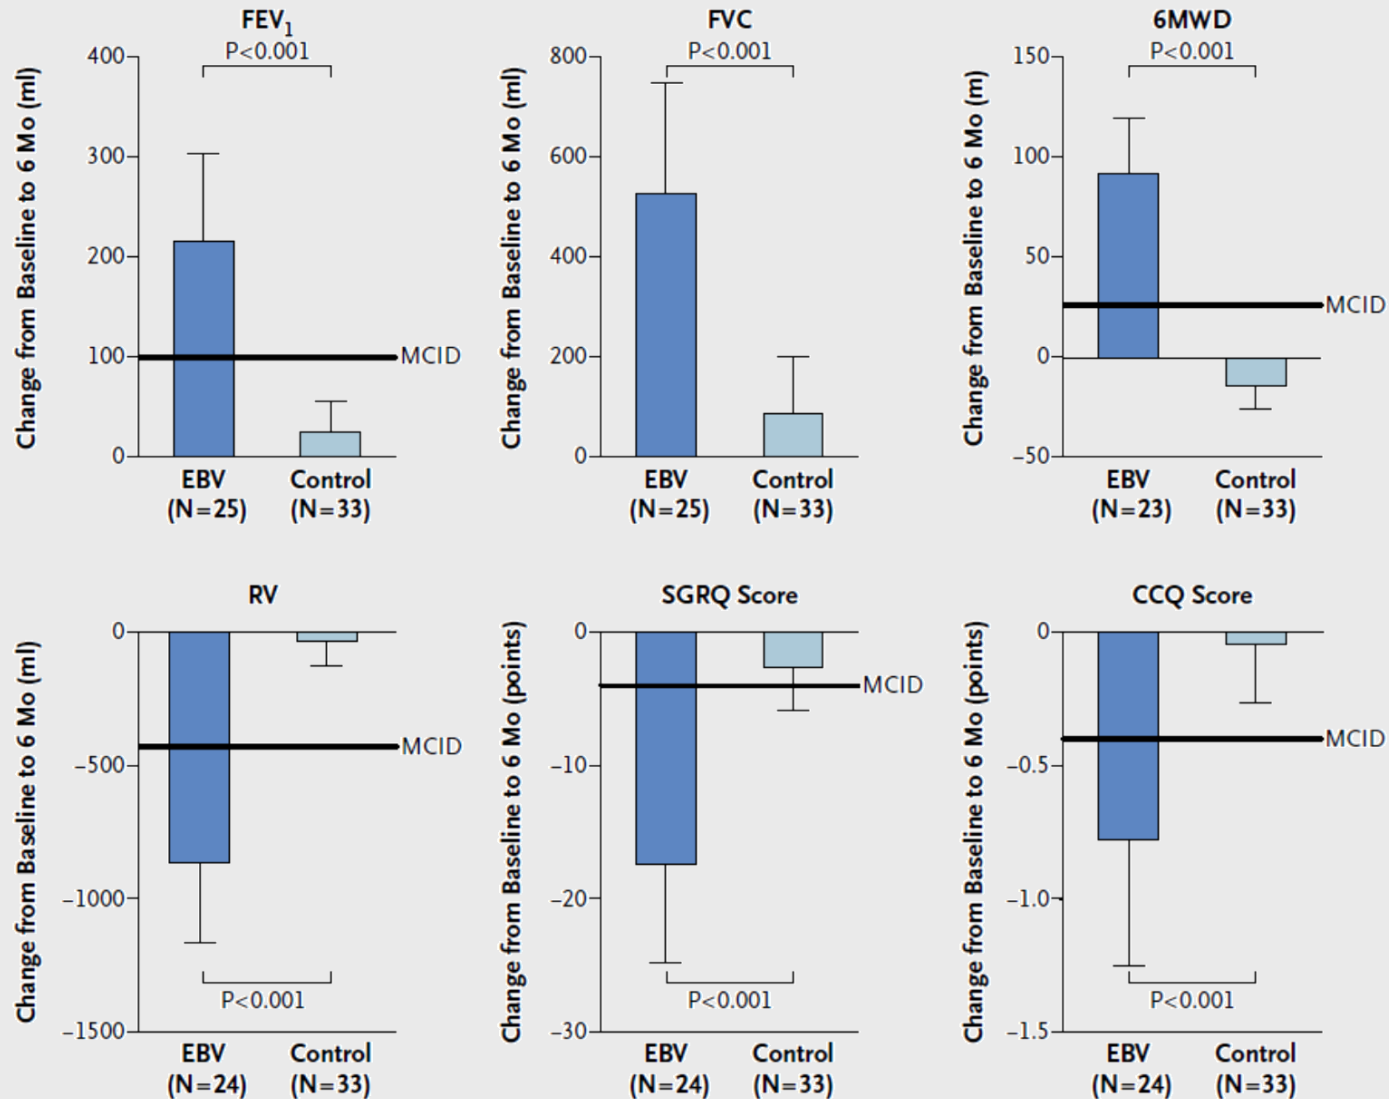 FEV1
P<0.001
Change from Baseline to 6 Mo (ml)
400
300
200
100
0
MCID
EBV
(N=25)
Control
(N=33)
FVC
P<0.001
Change from Baseline to 6 Mo (ml)
800
600
400
200
0
EBV
(N=25)
Control
(N=33)
6MWD
P<0.001
Change from Baseline to 6 Mo (m)
150
100
50
0
−50
MCID
EBV
(N=23)
Control
(N=33)
RV
Change from Baseline to 6 Mo (ml)
0
−500
−1000
−1500
MCID
P<0.001
EBV
(N=24)
Control
(N=33)
SGRQ Score
Change from Baseline to 6 Mo (points)
0
−10
−20
−30
MCID
P<0.001
EBV
(N=24)
Control
(N=33)
CCQ Score
Change from Baseline to 6 Mo (points)
0
−0.5
−1.0
−1.5
MCID
P<0.001
EBV
(N=24)
Control
(N=33)